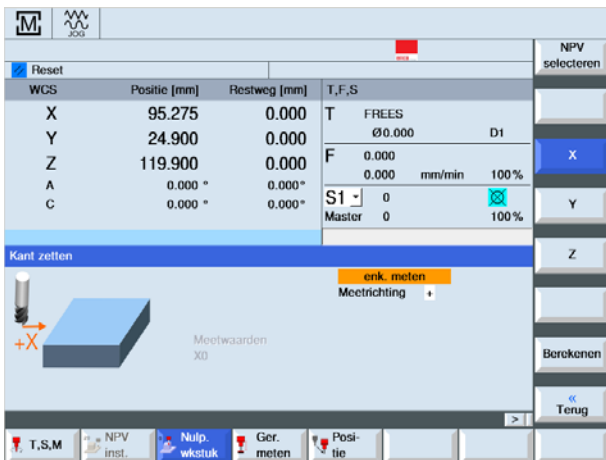 M
JOG
NPV selecteren
Reset
WCS Positie [mm] Restweg [mm] T,F,S
X 95.275 0.000 T FREES
Ø0.000 D1
Y 24.900 0.000
Z 119.900 0.000 F 0.000
0.000 mm/min 100%
A 0.000 ° 0.000°
C 0.000 ° 0.000° S1 0
Master 0 100%
X
Y
Z
Kant zetten
enk. meten
Meetrichting +
+X
Meetwaarden
X0
Berekenen
«
Terug
>
T,S,M
NPV inst.
Nulp. wkstuk
Ger. meten
Posi-
tie